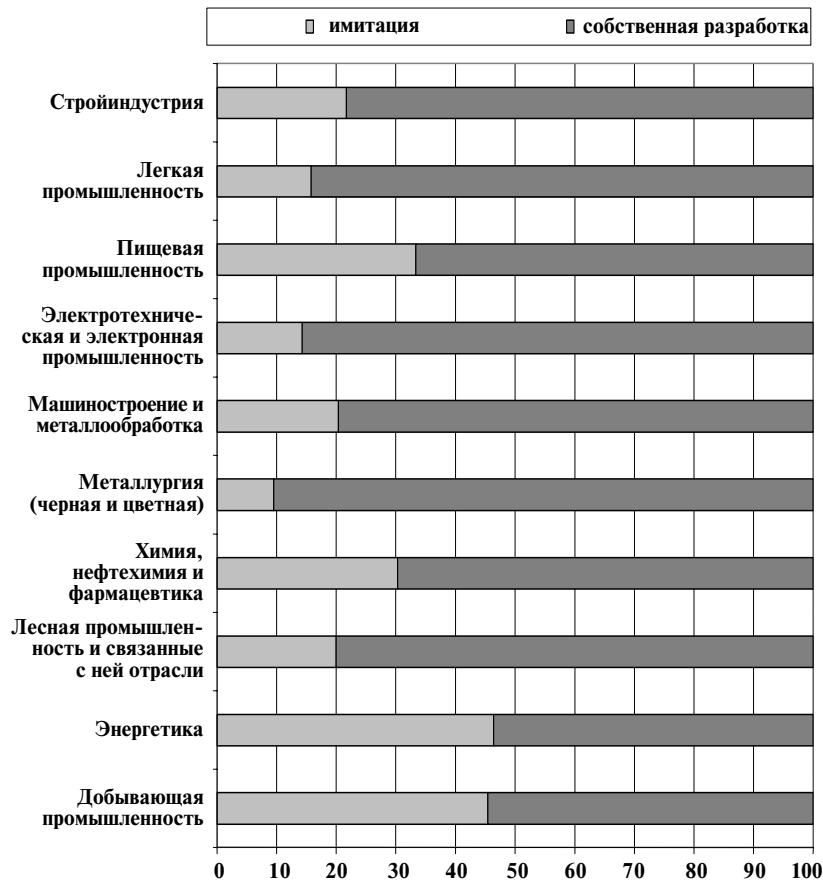 имитация собственная разработка
Стройиндустрия
Легкая
промышленность
Пищевая
промышленность
Электротехниче-
ская и электронная
промышленность
Машиностроение и
металлообработка
Металлургия
(черная и цветная)
Химия,
нефтехимия и
фармацевтика
Лесная промышлен-
ность и связанные
с ней отрасли
Энергетика
Добывающая
промышленность
0 10 20 30 40 50 60 70 80 90 100